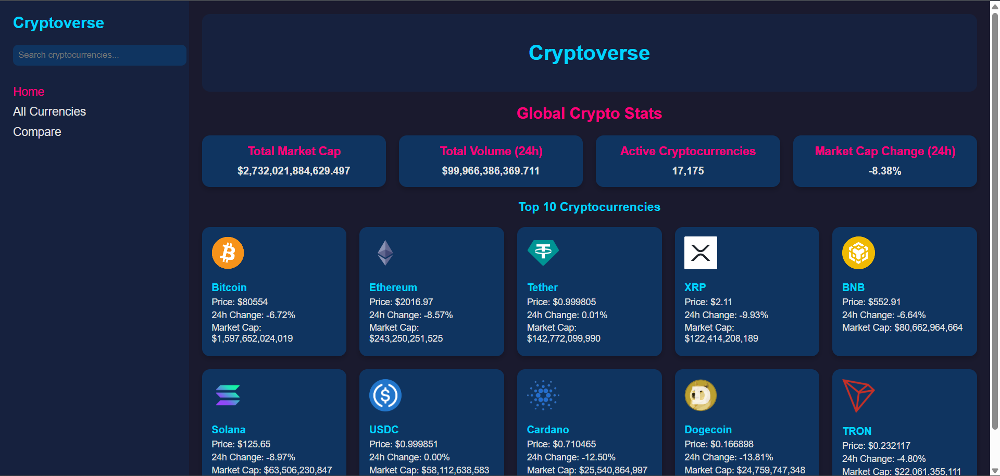 Cryptoverse
Search cryptocurrencies...
Home
All Currencies
Compare
Cryptoverse
Global Crypto Stats
Total Market Cap
$2,732,021,884,629.497
Total Volume (24h)
$99,966,386,369.711
Active Cryptocurrencies
17,175
Market Cap Change (24h)
-8.38%
Top 10 Cryptocurrencies
Bitcoin
Price: $80554
24h Change: -6.72%
Market Cap:
$1,597,652,024,019
Ethereum
Price: $2016.97
24h Change: -8.57%
Market Cap:
$243,250,251,525
Tether
Price: $0.999805
24h Change: 0.01%
Market Cap:
$142,772,099,990
XRP
Price: $2.11
24h Change: -9.93%
Market Cap:
$122,414,208,189
BNB
Price: $552.91
24h Change: -6.64%
Market Cap: $80,662,964,664
Solana
Price: $125.65
24h Change: -8.97%
Market Cap: $63,506,230,847
USDC
Price: $0.999851
24h Change: 0.00%
Market Cap: $58,112,638,583
Cardano
Price: $0.710465
24h Change: -12.50%
Market Cap: $25,540,864,997
Dogecoin
Price: $0.166898
24h Change: -13.81%
Market Cap: $24,759,747,348
TRON
Price: $0.232117
24h Change: -4.80%
Market Cap: $22,061,355,111